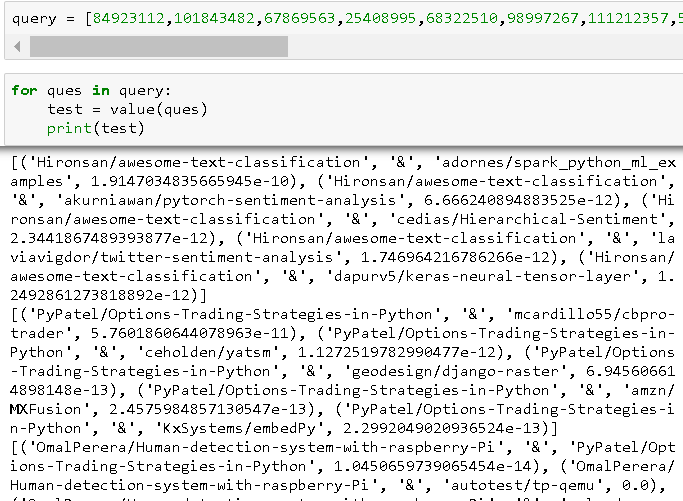 query = [84923112,101843482,67869563,25408995,68322510,98997267,111212357,5
for ques in query:
    test = value(ques)
    print(test)
[('Hironsan/awesome-text-classification', '&', 'adornes/spark_python_ml_ex
amples', 1.9147034835665945e-10), ('Hironsan/awesome-text-classification',
'&', 'akurniawan/pytorch-sentiment-analysis', 6.666240894883525e-12), ('Hi
ronsan/awesome-text-classification', '&', 'cedias/Hierarchical-Sentiment',
2.3441867489393877e-12), ('Hironsan/awesome-text-classification', '&', 'la
viavigdor/twitter-sentiment-analysis', 1.746964216786266e-12), ('Hironsan/
awesome-text-classification', '&', 'dapurv5/keras-neural-tensor-layer', 1.
2492861273818892e-12)]
[('PyPatel/Options-Trading-Strategies-in-Python', '&', 'mcardillo55/cbpro-
trader', 5.7601860644078963e-11), ('PyPatel/Options-Trading-Strategies-in-
Python', '&', 'ceholden/yatsm', 1.1272519782990477e-12), ('PyPatel/Options
-Trading-Strategies-in-Python', '&', 'geodesign/django-raster', 6.94560661
4898148e-13), ('PyPatel/Options-Trading-Strategies-in-Python', '&', 'amzn/
MXFusion', 2.4575984857130547e-13), ('PyPatel/Options-Trading-Strategies-i
n-Python', '&', 'KxSystems/embedPy', 2.2992049020936524e-13)]
[('OmalPerera/Human-detection-system-with-raspberry-Pi', '&', 'PyPatel/Opt
ions-Trading-Strategies-in-Python', 1.0450659739065454e-14), ('OmalPerera/
Human-detection-system-with-raspberry-Pi', '&', 'autotest/tp-qemu', 0.0),